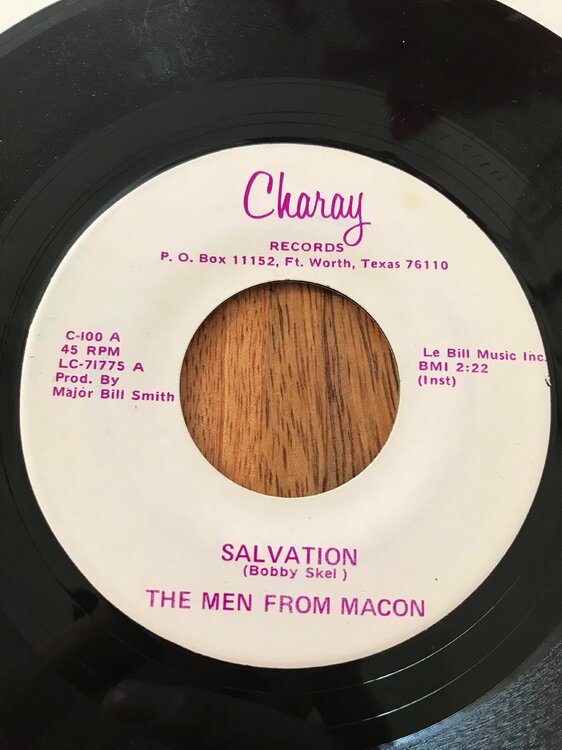 Charay
RECORDS
P. O. Box 11152, Ft. Worth, Texas 76110
C-100 A
45 RPM
LC-71775 A
Prod. By
Major Bill Smith
Le Bill Music Inc.
BMI 2:22
(Inst)
SALVATION
(Bobby Skel)
THE MEN FROM MACON